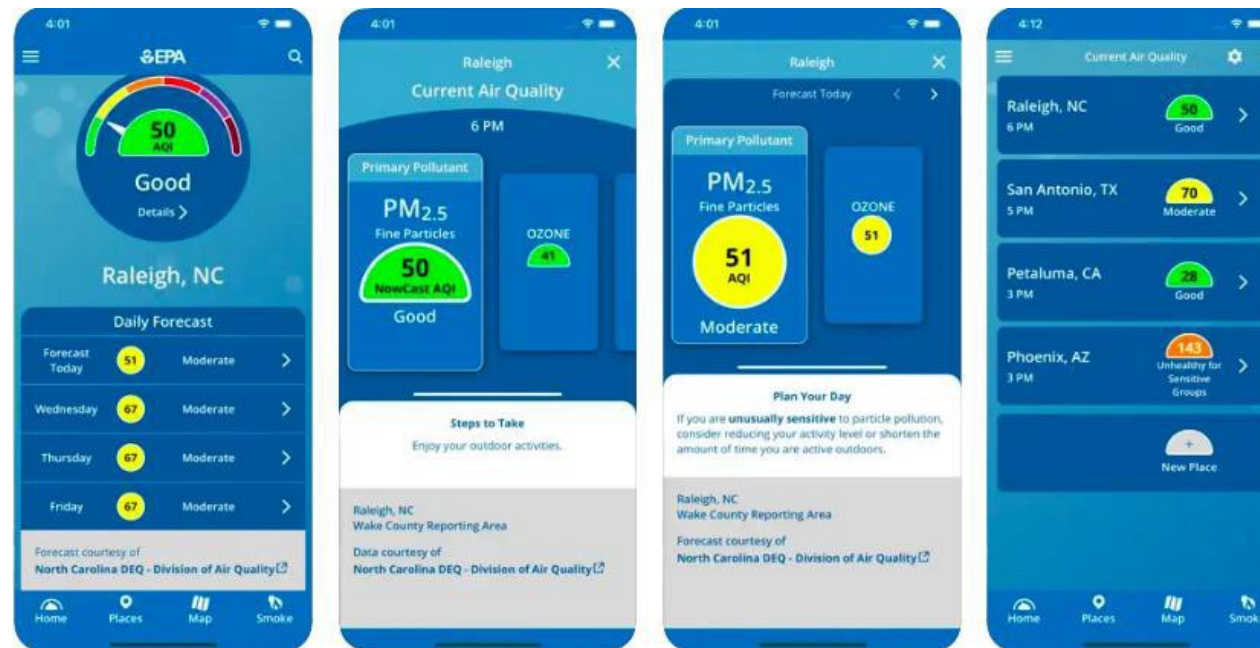 4:01
EPA
50
AQI
Good
Details
Raleigh, NC
Daily Forecast
Forecast Today
51
Moderate
Wednesday
67
Moderate
Thursday
67
Moderate
Friday
67
Moderate
Forecast courtesy of
North Carolina DEQ - Division of Air Quality
Home
Places
Map
Smoke
4:01
Raleigh
Current Air Quality
6 PM
Primary Pollutant
PM2.5
Fine Particles
50
NowCast AQI
Good
OZONE
41
Steps to Take
Enjoy your outdoor activities.
Raleigh, NC
Wake County Reporting Area
Data courtesy of
North Carolina DEQ - Division of Air Quality
4:01
Raleigh
Forecast Today
Primary Pollutant
PM2.5
Fine Particles
51
AQI
Moderate
OZONE
51
Plan Your Day
If you are unusually sensitive to particle pollution,
consider reducing your activity level or shorten the
amount of time you are active outdoors.
Raleigh, NC
Wake County Reporting Area
Forecast courtesy of
North Carolina DEQ - Division of Air Quality
4:12
Current Air Quality
Raleigh, NC
6 PM
50
Good
San Antonio, TX
5 PM
70
Moderate
Petaluma, CA
3 PM
28
Good
Phoenix, AZ
3 PM
143
Unhealthy for
Sensitive
Groups
+
New Place
Home
Places
Map
Smok